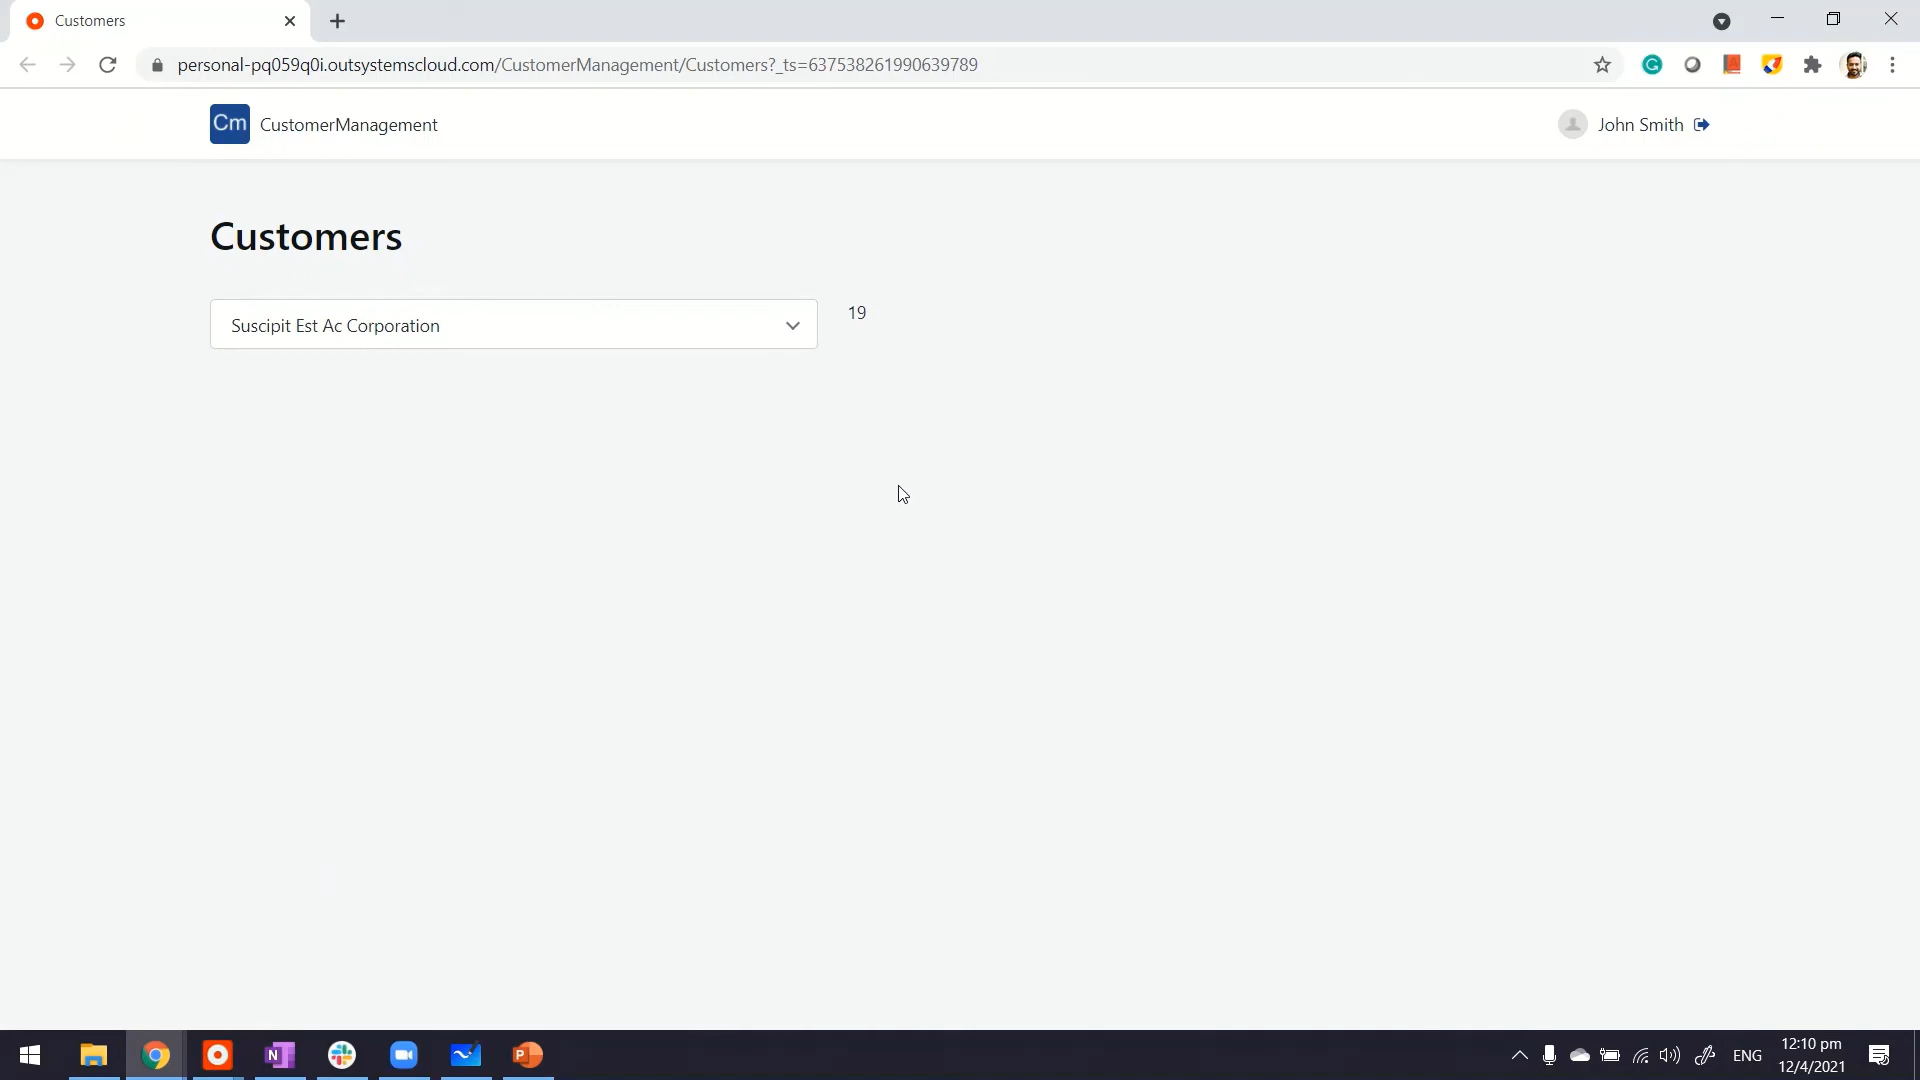 Customers
personal-pq059q0i.outsystemscloud.com/CustomerManagement/Customers?_ts=637538261990639789
Cm CustomerManagement
John Smith
Customers
Suscipit Est Ac Corporation
19
ENG
12:10 pm
12/4/2021